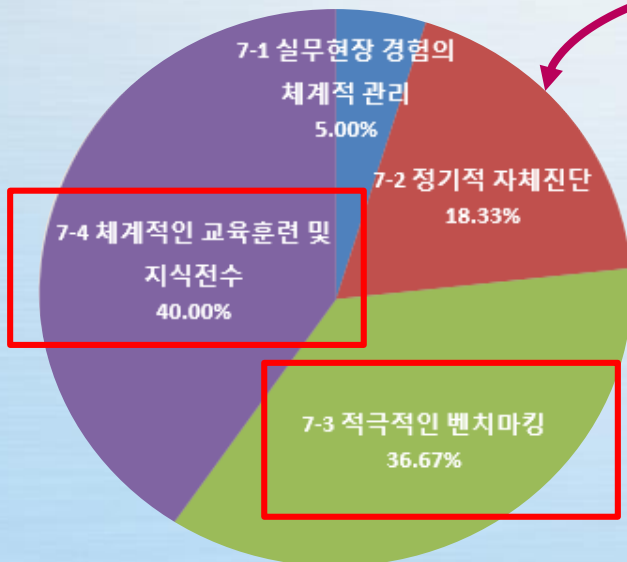 7-1 실무현장 경험의
체계적 관리
5.00%
7-2 정기적 자체진단
18.33%
7-4 체계적인 교육훈련 및
지식전수
40.00%
7-3 적극적인 벤치마킹
36.67%